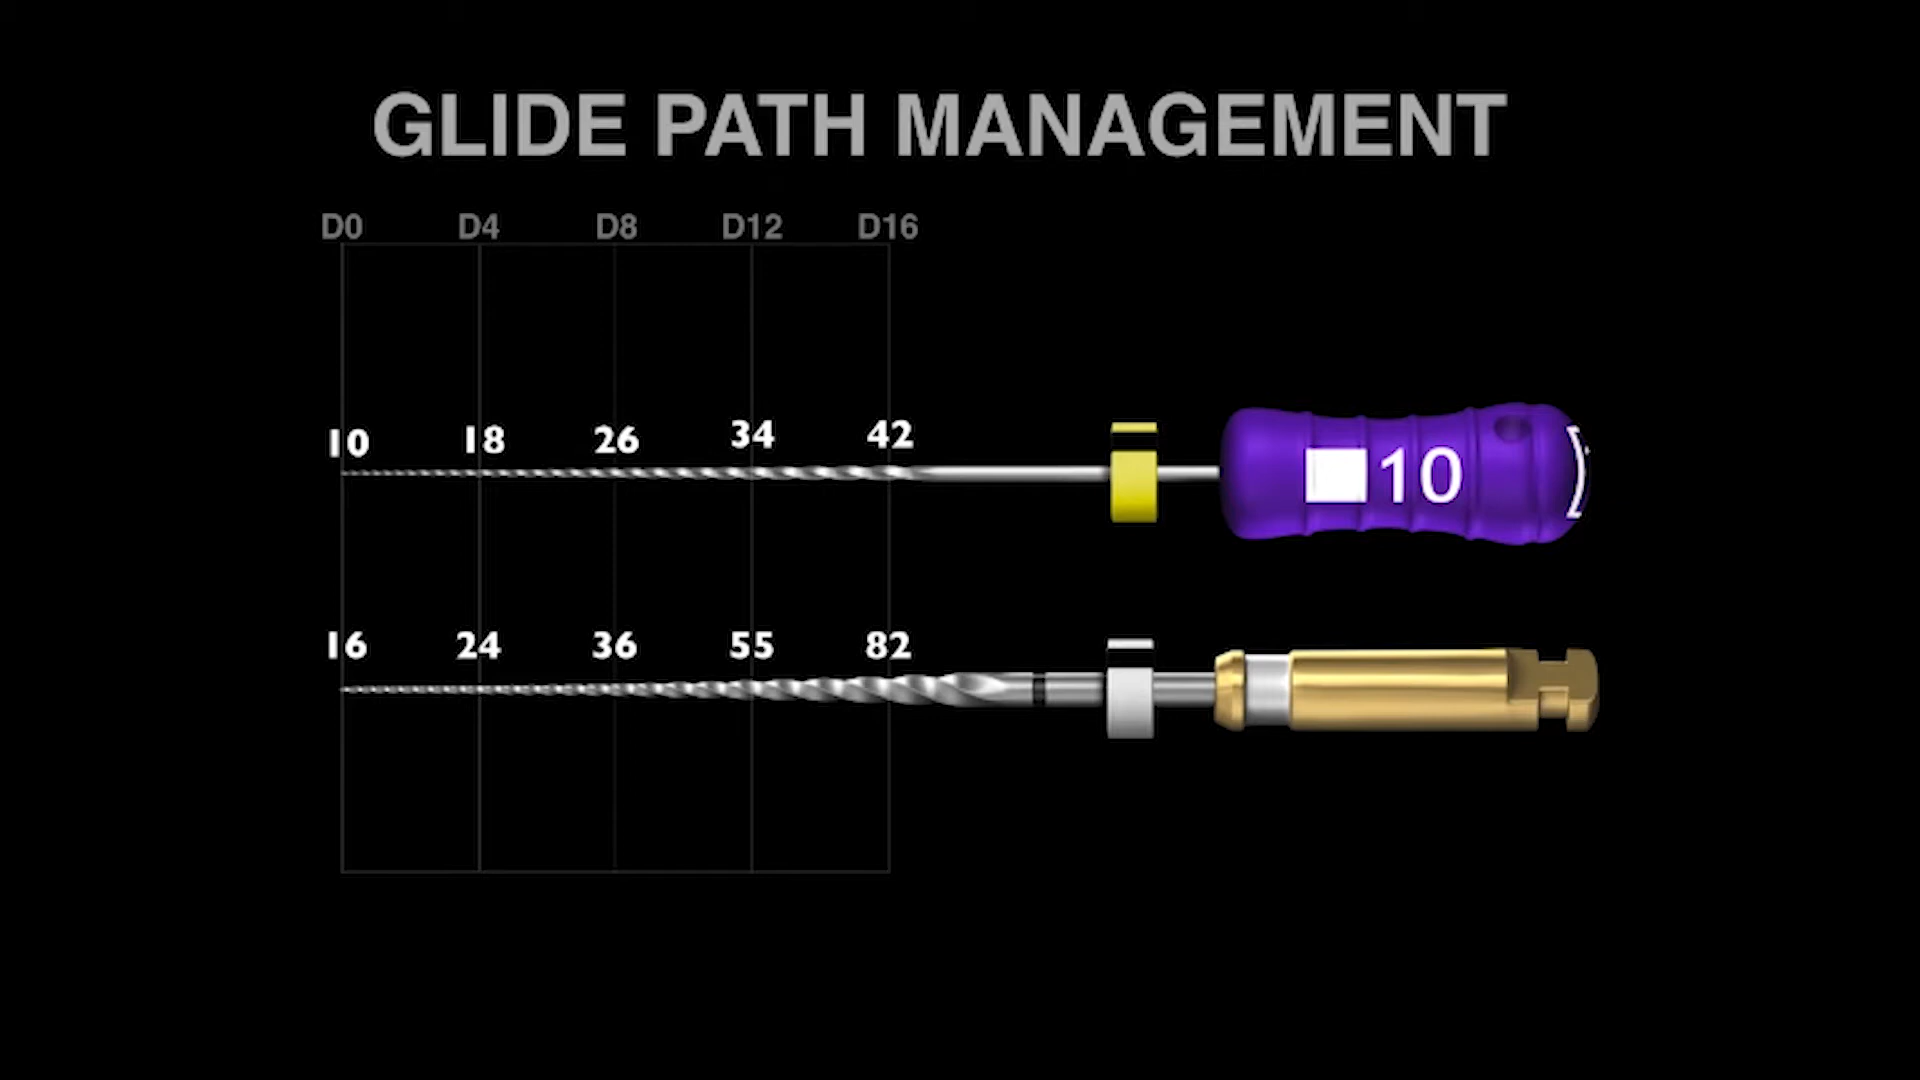 GLIDE PATH MANAGEMENT
D0 D4 D8 D12 D16
10 18 26 34 42
10
16 24 36 55 82